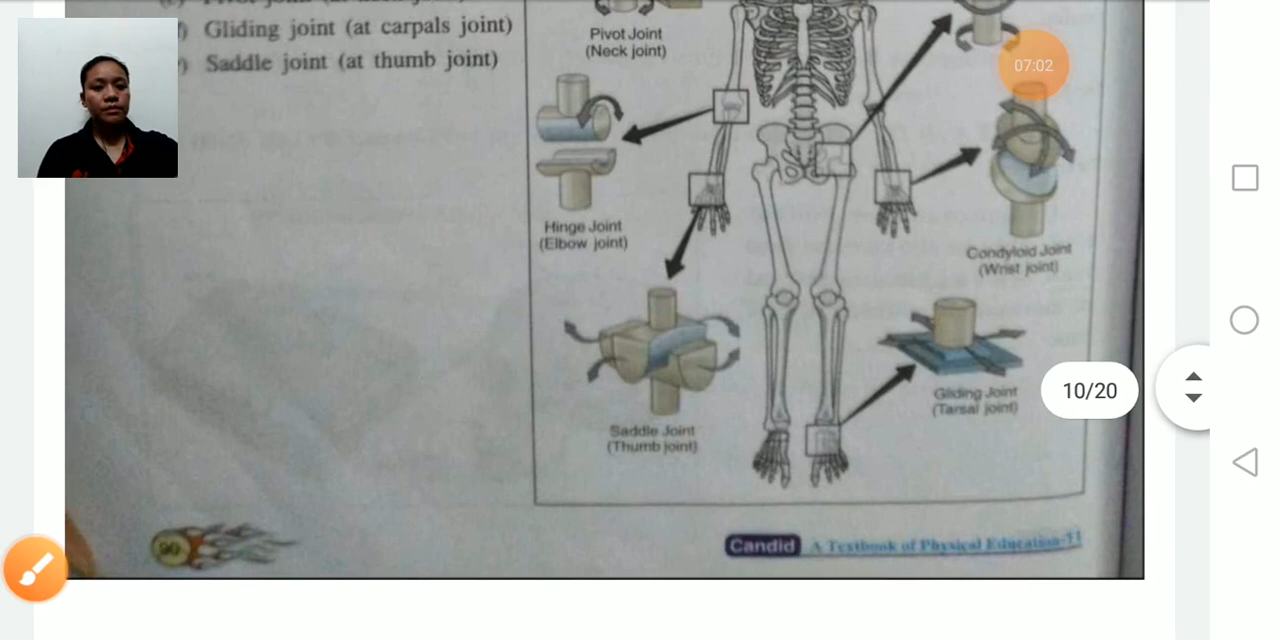 Gliding joint (at carpals joint)
Saddle joint (at thumb joint)
Pivot Joint
(Neck joint)
07:02
Hinge Joint
(Elbow joint)
Condyloid Joint
(Wrist joint)
Saddle Joint
(Thumb joint)
Gliding Joint
(Tarsal joint)
10/20
90
Candid A Textbook of Physical Education-11